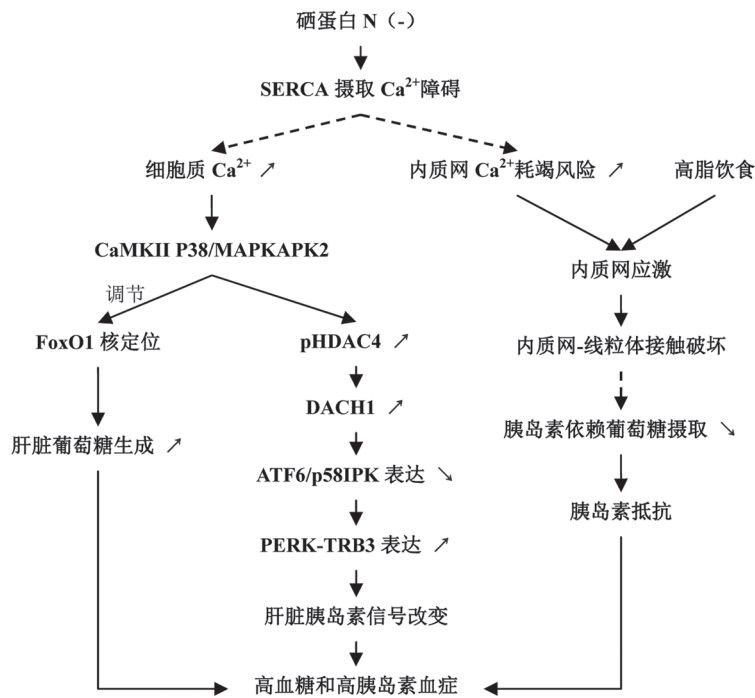 硒蛋白 N（-）
SERCA 摄取 Ca²⁺障碍
细胞质 Ca²⁺ ↗
内质网 Ca²⁺耗竭风险 ↗
高脂饮食
CaMKII P38/MAPKAPK2
内质网应激
调节
FoxO1 核定位
pHDAC4 ↗
内质网-线粒体接触破坏
DACH1 ↗
肝脏葡萄糖生成 ↗
胰岛素依赖葡萄糖摄取 ↘
ATF6/p58IPK 表达 ↘
胰岛素抵抗
PERK-TRB3 表达 ↗
肝脏胰岛素信号改变
高血糖和高胰岛素血症